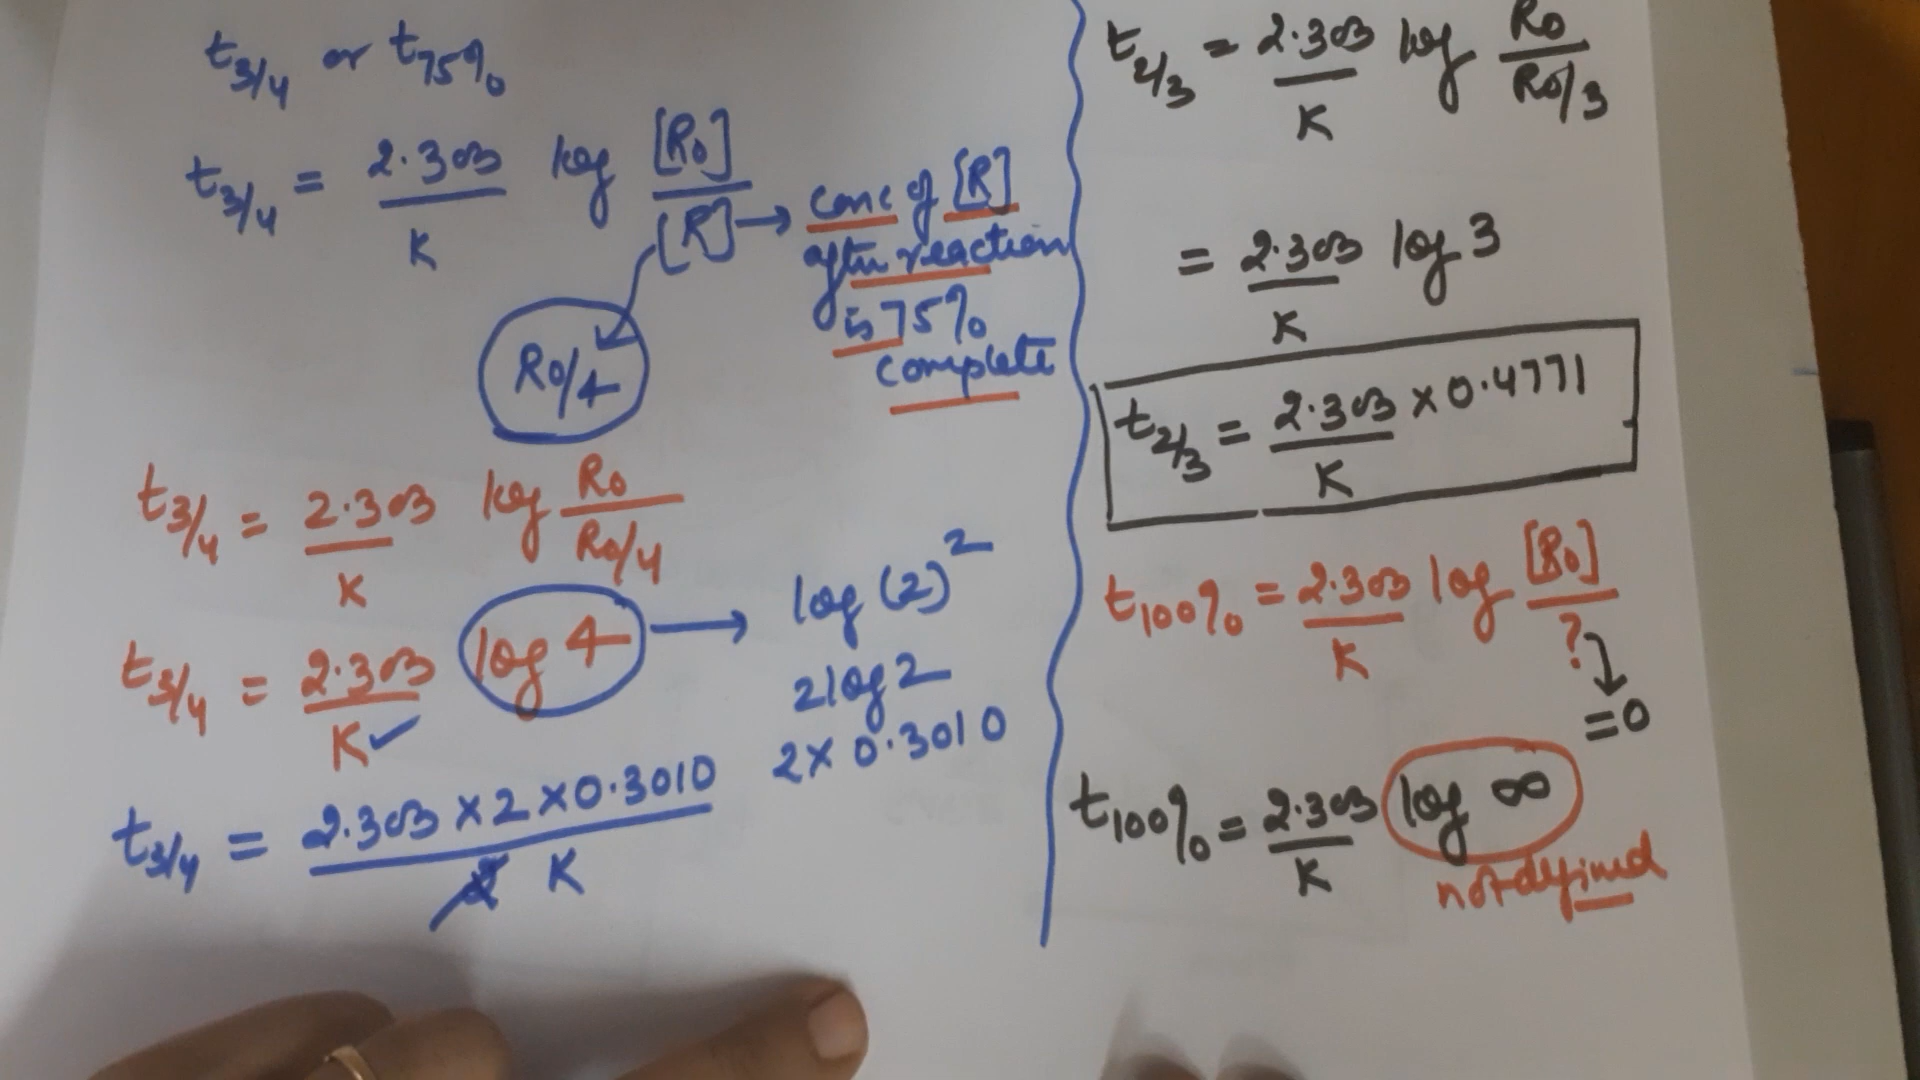 t3/4 or t75%
t3/4 = 2.303/K log [R0]/[R] → conc of [R]
after reaction
is 75%
complete
R0/4
t3/4 = 2.303/K log R0/R0/4
t3/4 = 2.303/K✓ log 4 → log (2)²
2log2
2×0.3010
t3/4 = 2.303×2×0.3010/K
t2/3 = 2.303/K log R0/R0/3
= 2.303/K log 3
t2/3 = 2.303/K × 0.4771
t100% = 2.303/K log [R0]/?
=0
t100% = 2.303/K log ∞
not defined